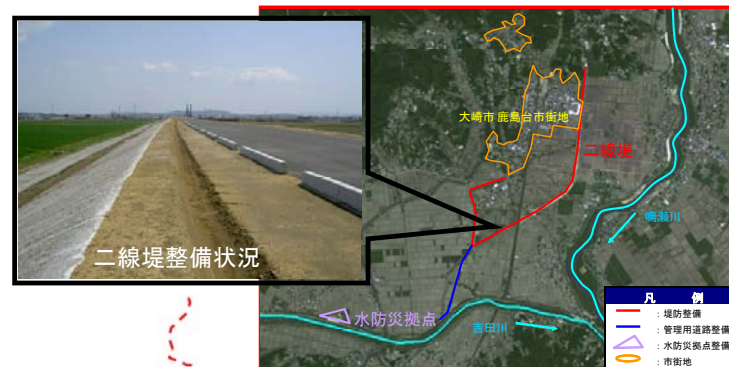 大崎市 鹿島台市街地
二線堤
鳴瀬川
二線堤整備状況
水防災拠点
吉田川
凡 例
：堤防整備
：管理用道路整備
：水防災拠点整備
：市街地